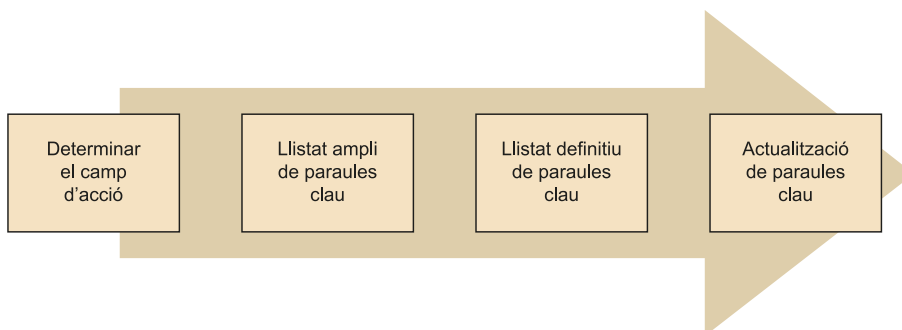 Determinar
el camp
d’acció
Llistat ampli
de paraules
clau
Llistat definitiu
de paraules
clau
Actualització
de paraules
clau